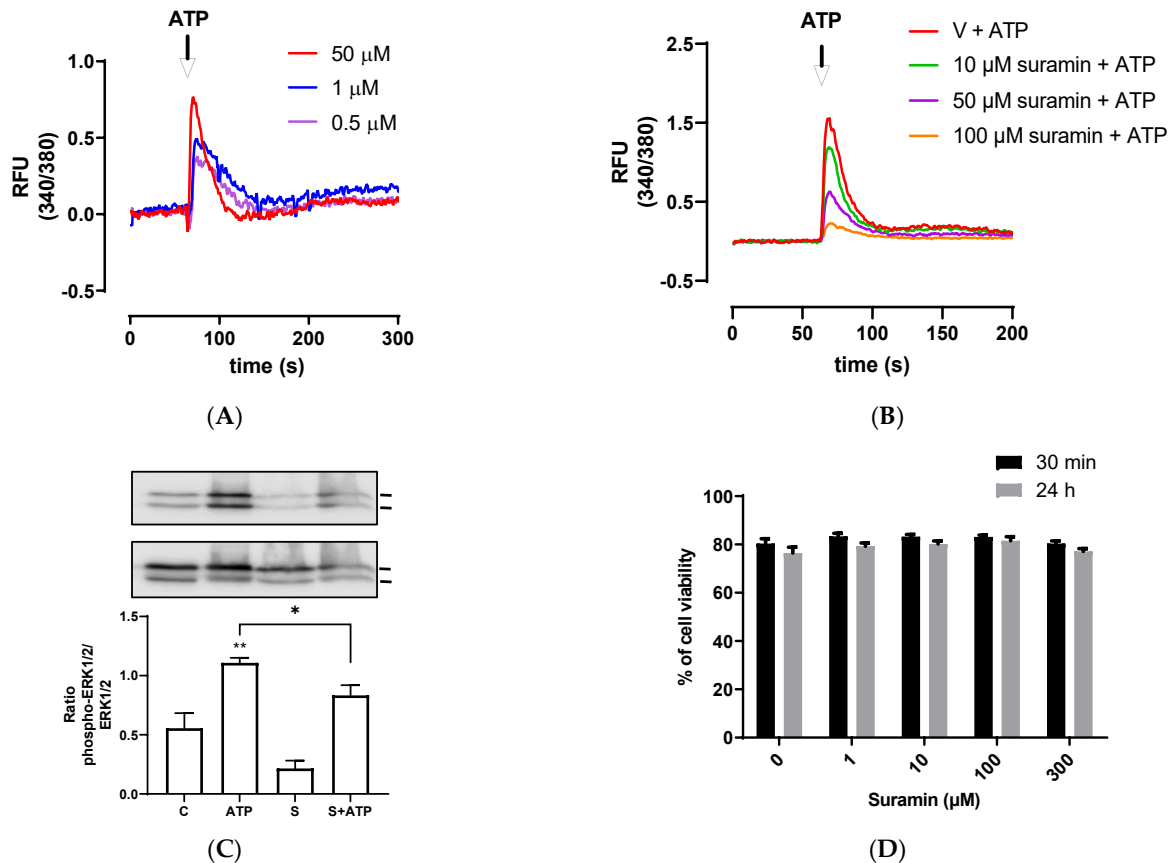 ATP
50 μM
1 μM
0.5 μM
1.0
0.5
0.0
-0.5
RFU
(340/380)
0
100
200
300
time (s)
(A)
ATP
V + ATP
10 μM suramin + ATP
50 μM suramin + ATP
100 μM suramin + ATP
2.5
1.5
0.5
-0.5
RFU
(340/380)
0
50
100
150
200
time (s)
(B)
*
**
1.5
1.0
0.5
0.0
Ratio
phospho-ERK1/2/
ERK1/2
C
ATP
S
S+ATP
(C)
30 min
24 h
100
80
60
40
20
0
% of cell viability
0
1
10
100
300
Suramin (μM)
(D)